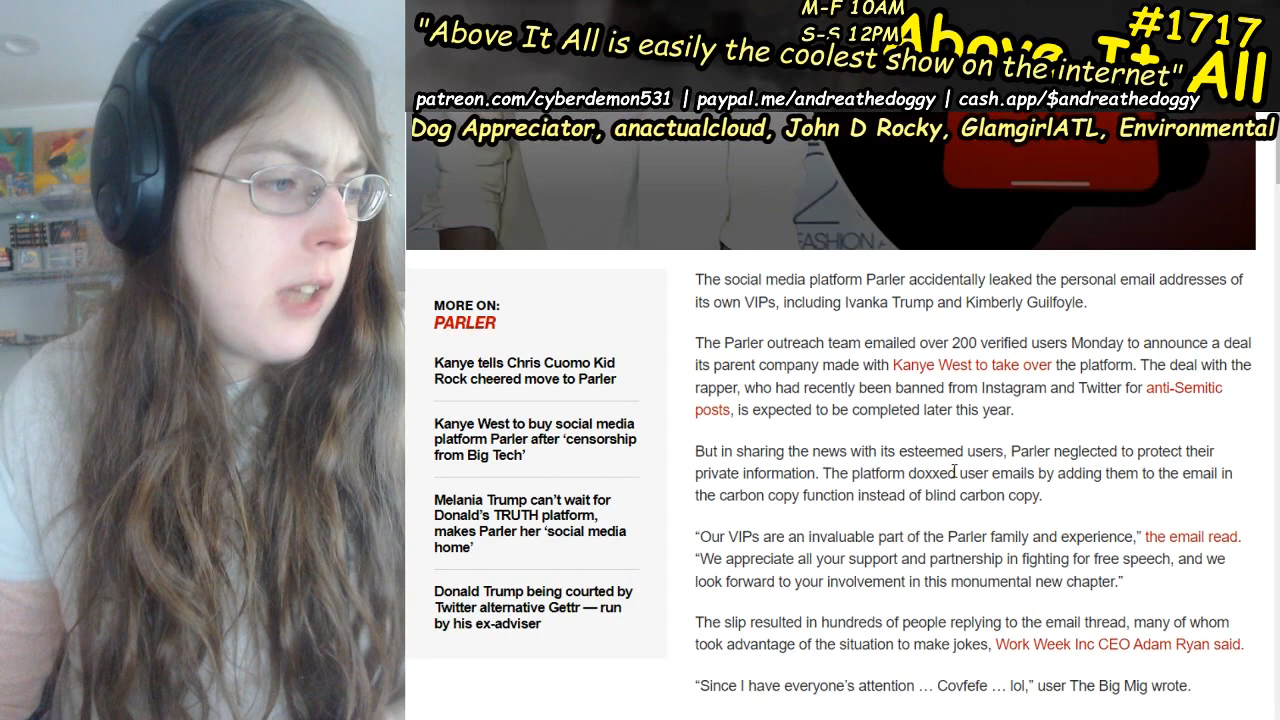 M-F 10AM
S-S 12PM
Above It All
#1717
"Above It All is easily the coolest show on the internet"
patreon.com/cyberdemon531 | paypal.me/andreathedoggy | cash.app/$andreathedoggy
Dog Appreciator, anactualcloud, John D Rocky, GlamgirlATL, Environmental
2
FASHION
MORE ON:
PARLER
Kanye tells Chris Cuomo Kid
Rock cheered move to Parler
Kanye West to buy social media
platform Parler after ‘censorship
from Big Tech’
Melania Trump can’t wait for
Donald’s TRUTH platform,
makes Parler her ‘social media
home’
Donald Trump being courted by
Twitter alternative Gettr — run
by his ex-adviser
The social media platform Parler accidentally leaked the personal email addresses of
its own VIPs, including Ivanka Trump and Kimberly Guilfoyle.
The Parler outreach team emailed over 200 verified users Monday to announce a deal
its parent company made with Kanye West to take over the platform. The deal with the
rapper, who had recently been banned from Instagram and Twitter for anti-Semitic
posts, is expected to be completed later this year.
But in sharing the news with its esteemed users, Parler neglected to protect their
private information. The platform doxxed user emails by adding them to the email in
the carbon copy function instead of blind carbon copy.
“Our VIPs are an invaluable part of the Parler family and experience,” the email read.
“We appreciate all your support and partnership in fighting for free speech, and we
look forward to your involvement in this monumental new chapter.”
The slip resulted in hundreds of people replying to the email thread, many of whom
took advantage of the situation to make jokes, Work Week Inc CEO Adam Ryan said.
“Since I have everyone’s attention … Covfefe … lol,” user The Big Mig wrote.